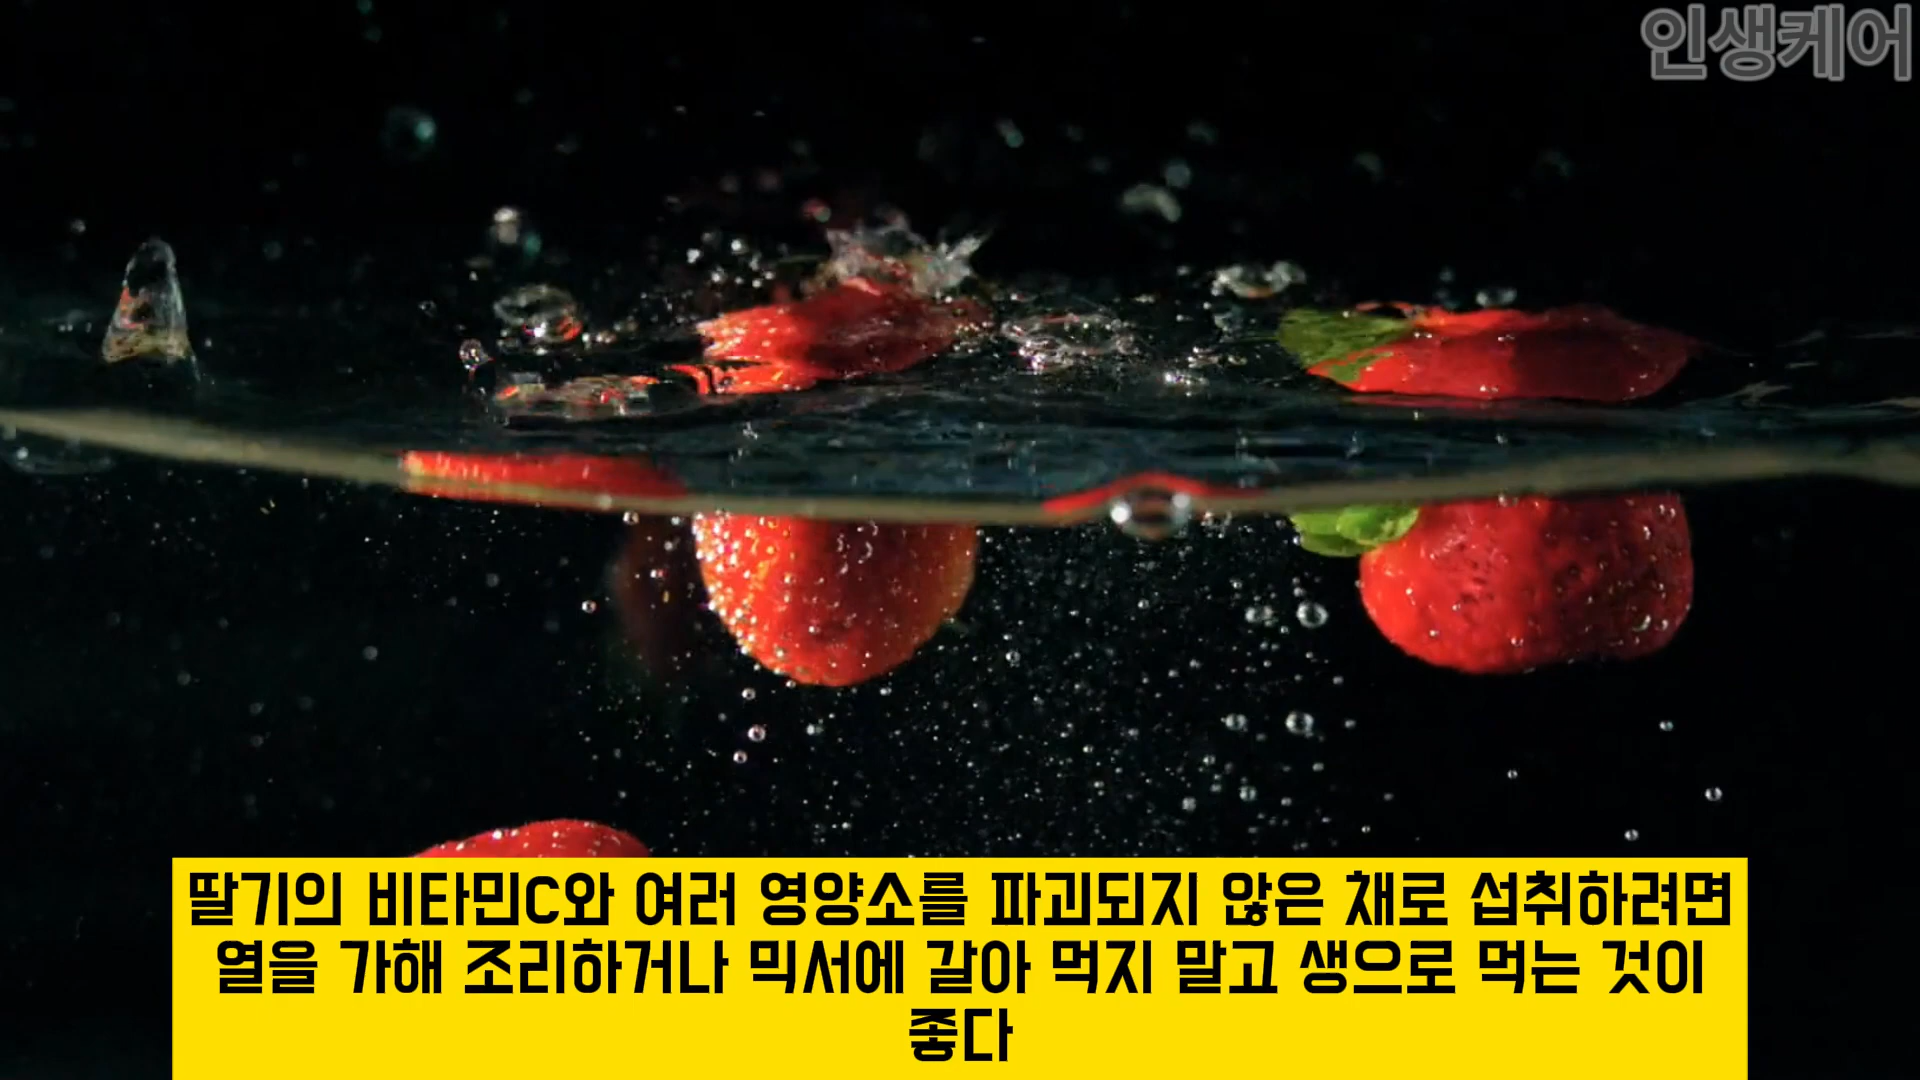 인생케어
딸기의 비타민C와 여러 영양소를 파괴되지 않은 채로 섭취하려면
열을 가해 조리하거나 믹서에 갈아 먹지 말고 생으로 먹는 것이
좋다